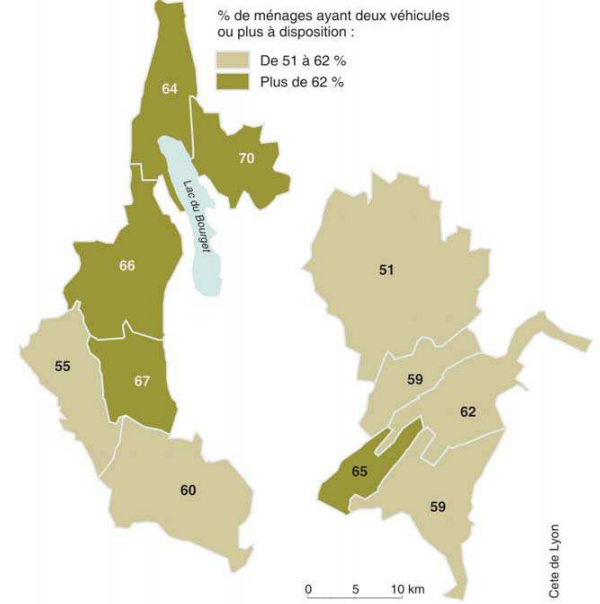 % de ménages ayant deux véhicules
ou plus à disposition :
De 51 à 62 %
Plus de 62 %
64
70
Lac du Bourget
66
51
55
67
59
62
65
60
59
0 5 10 km
Cete de Lyon